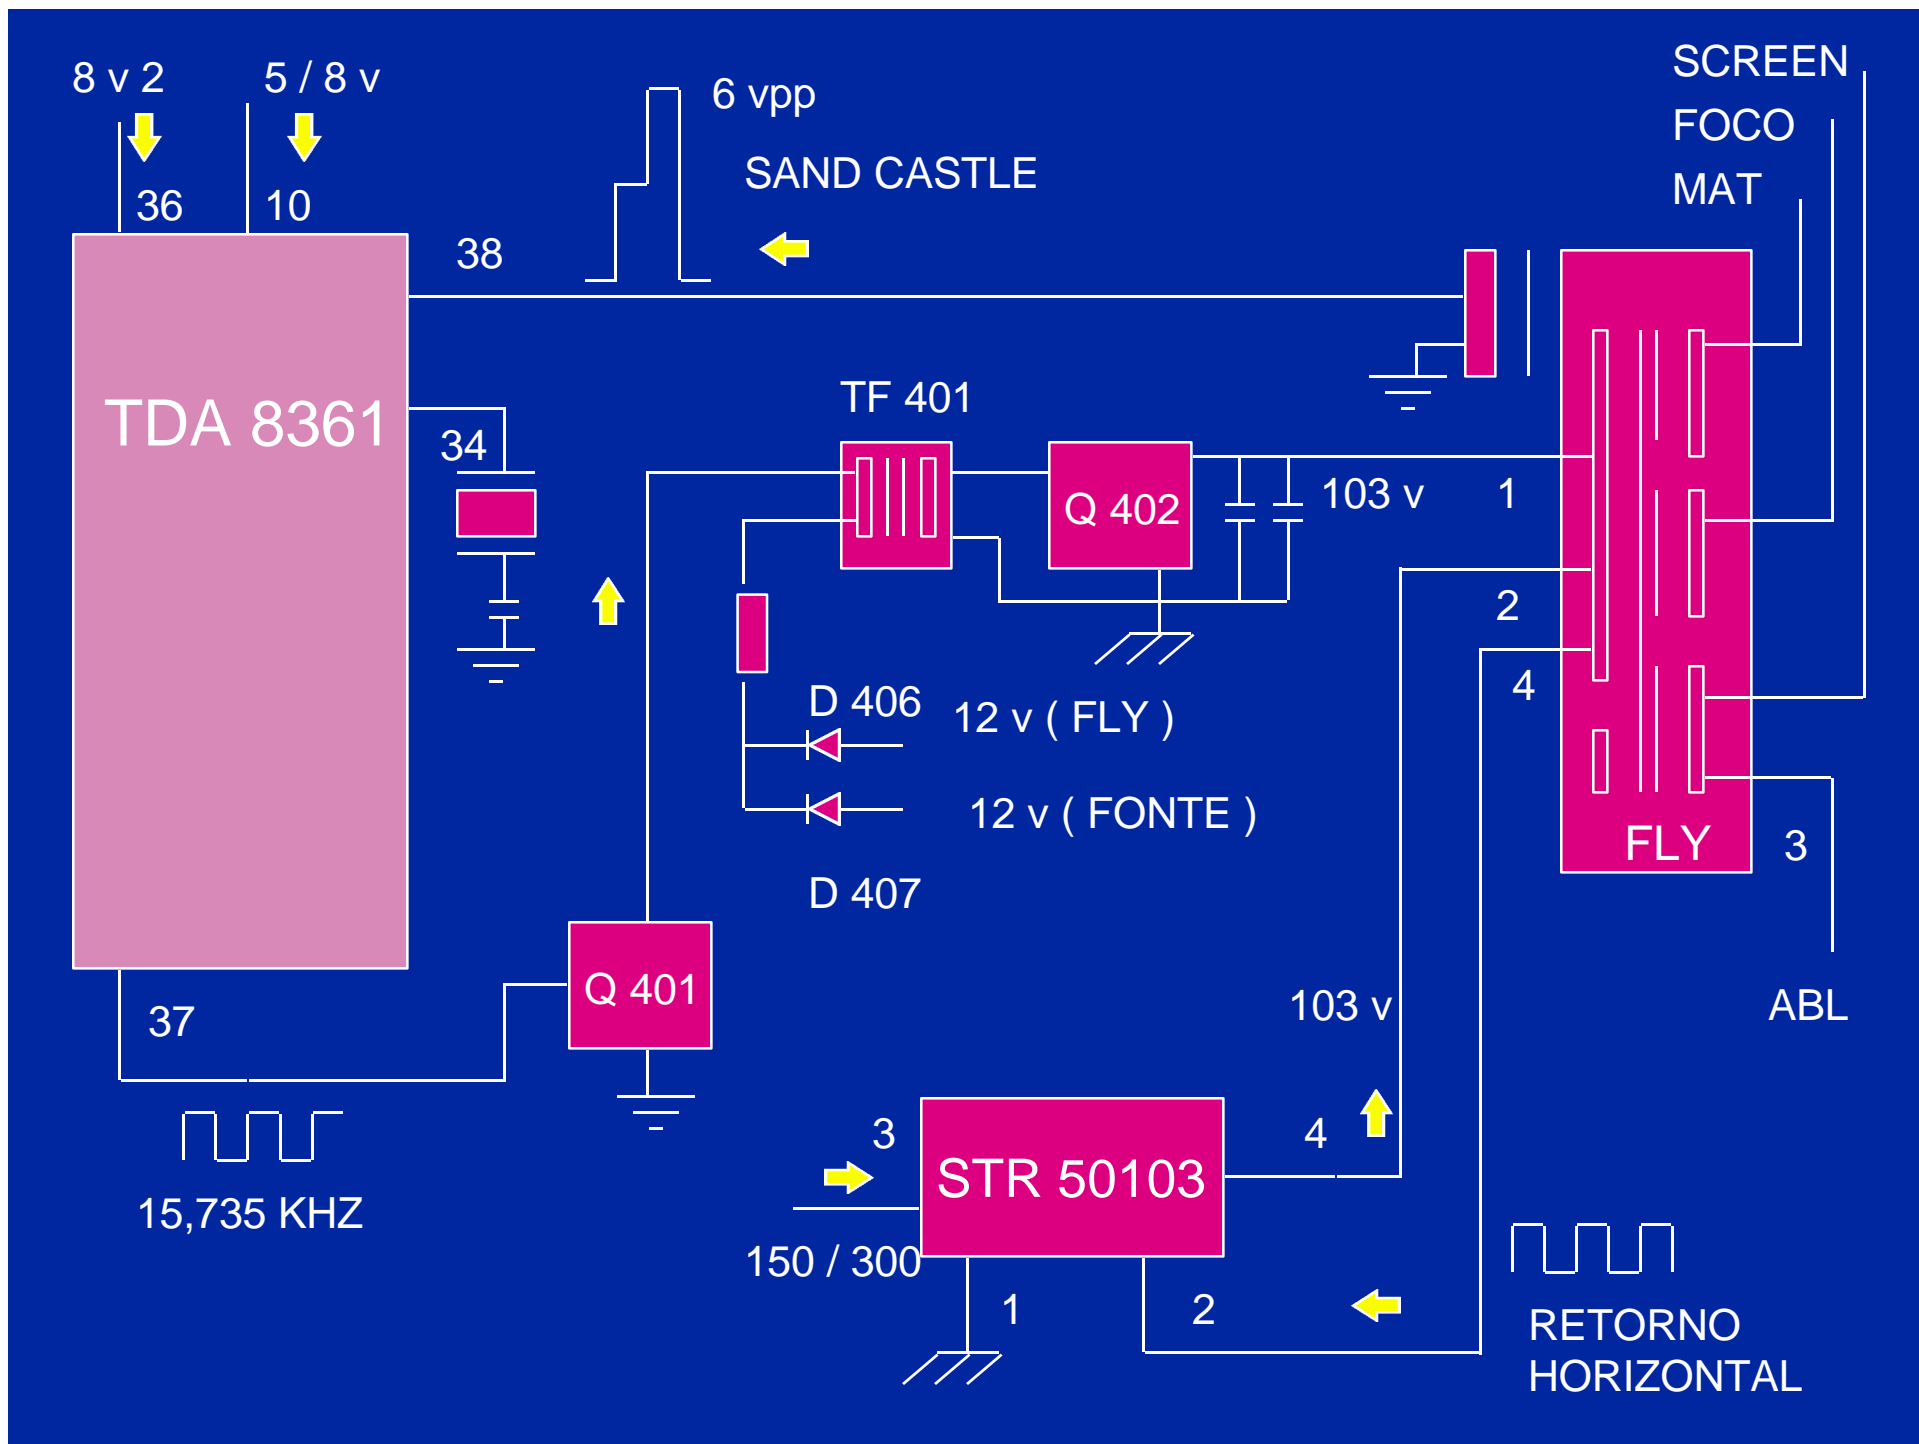 8 v 2
5 / 8 v
6 vpp
SCREEN
FOCO
SAND CASTLE
MAT
36
10
38
TDA 8361
34
TF 401
Q 402
103 v
1
2
4
D 406
12 v ( FLY )
12 v ( FONTE )
D 407
FLY
3
Q 401
37
103 v
ABL
15,735 KHZ
3
STR 50103
4
150 / 300
1
2
RETORNO
HORIZONTAL